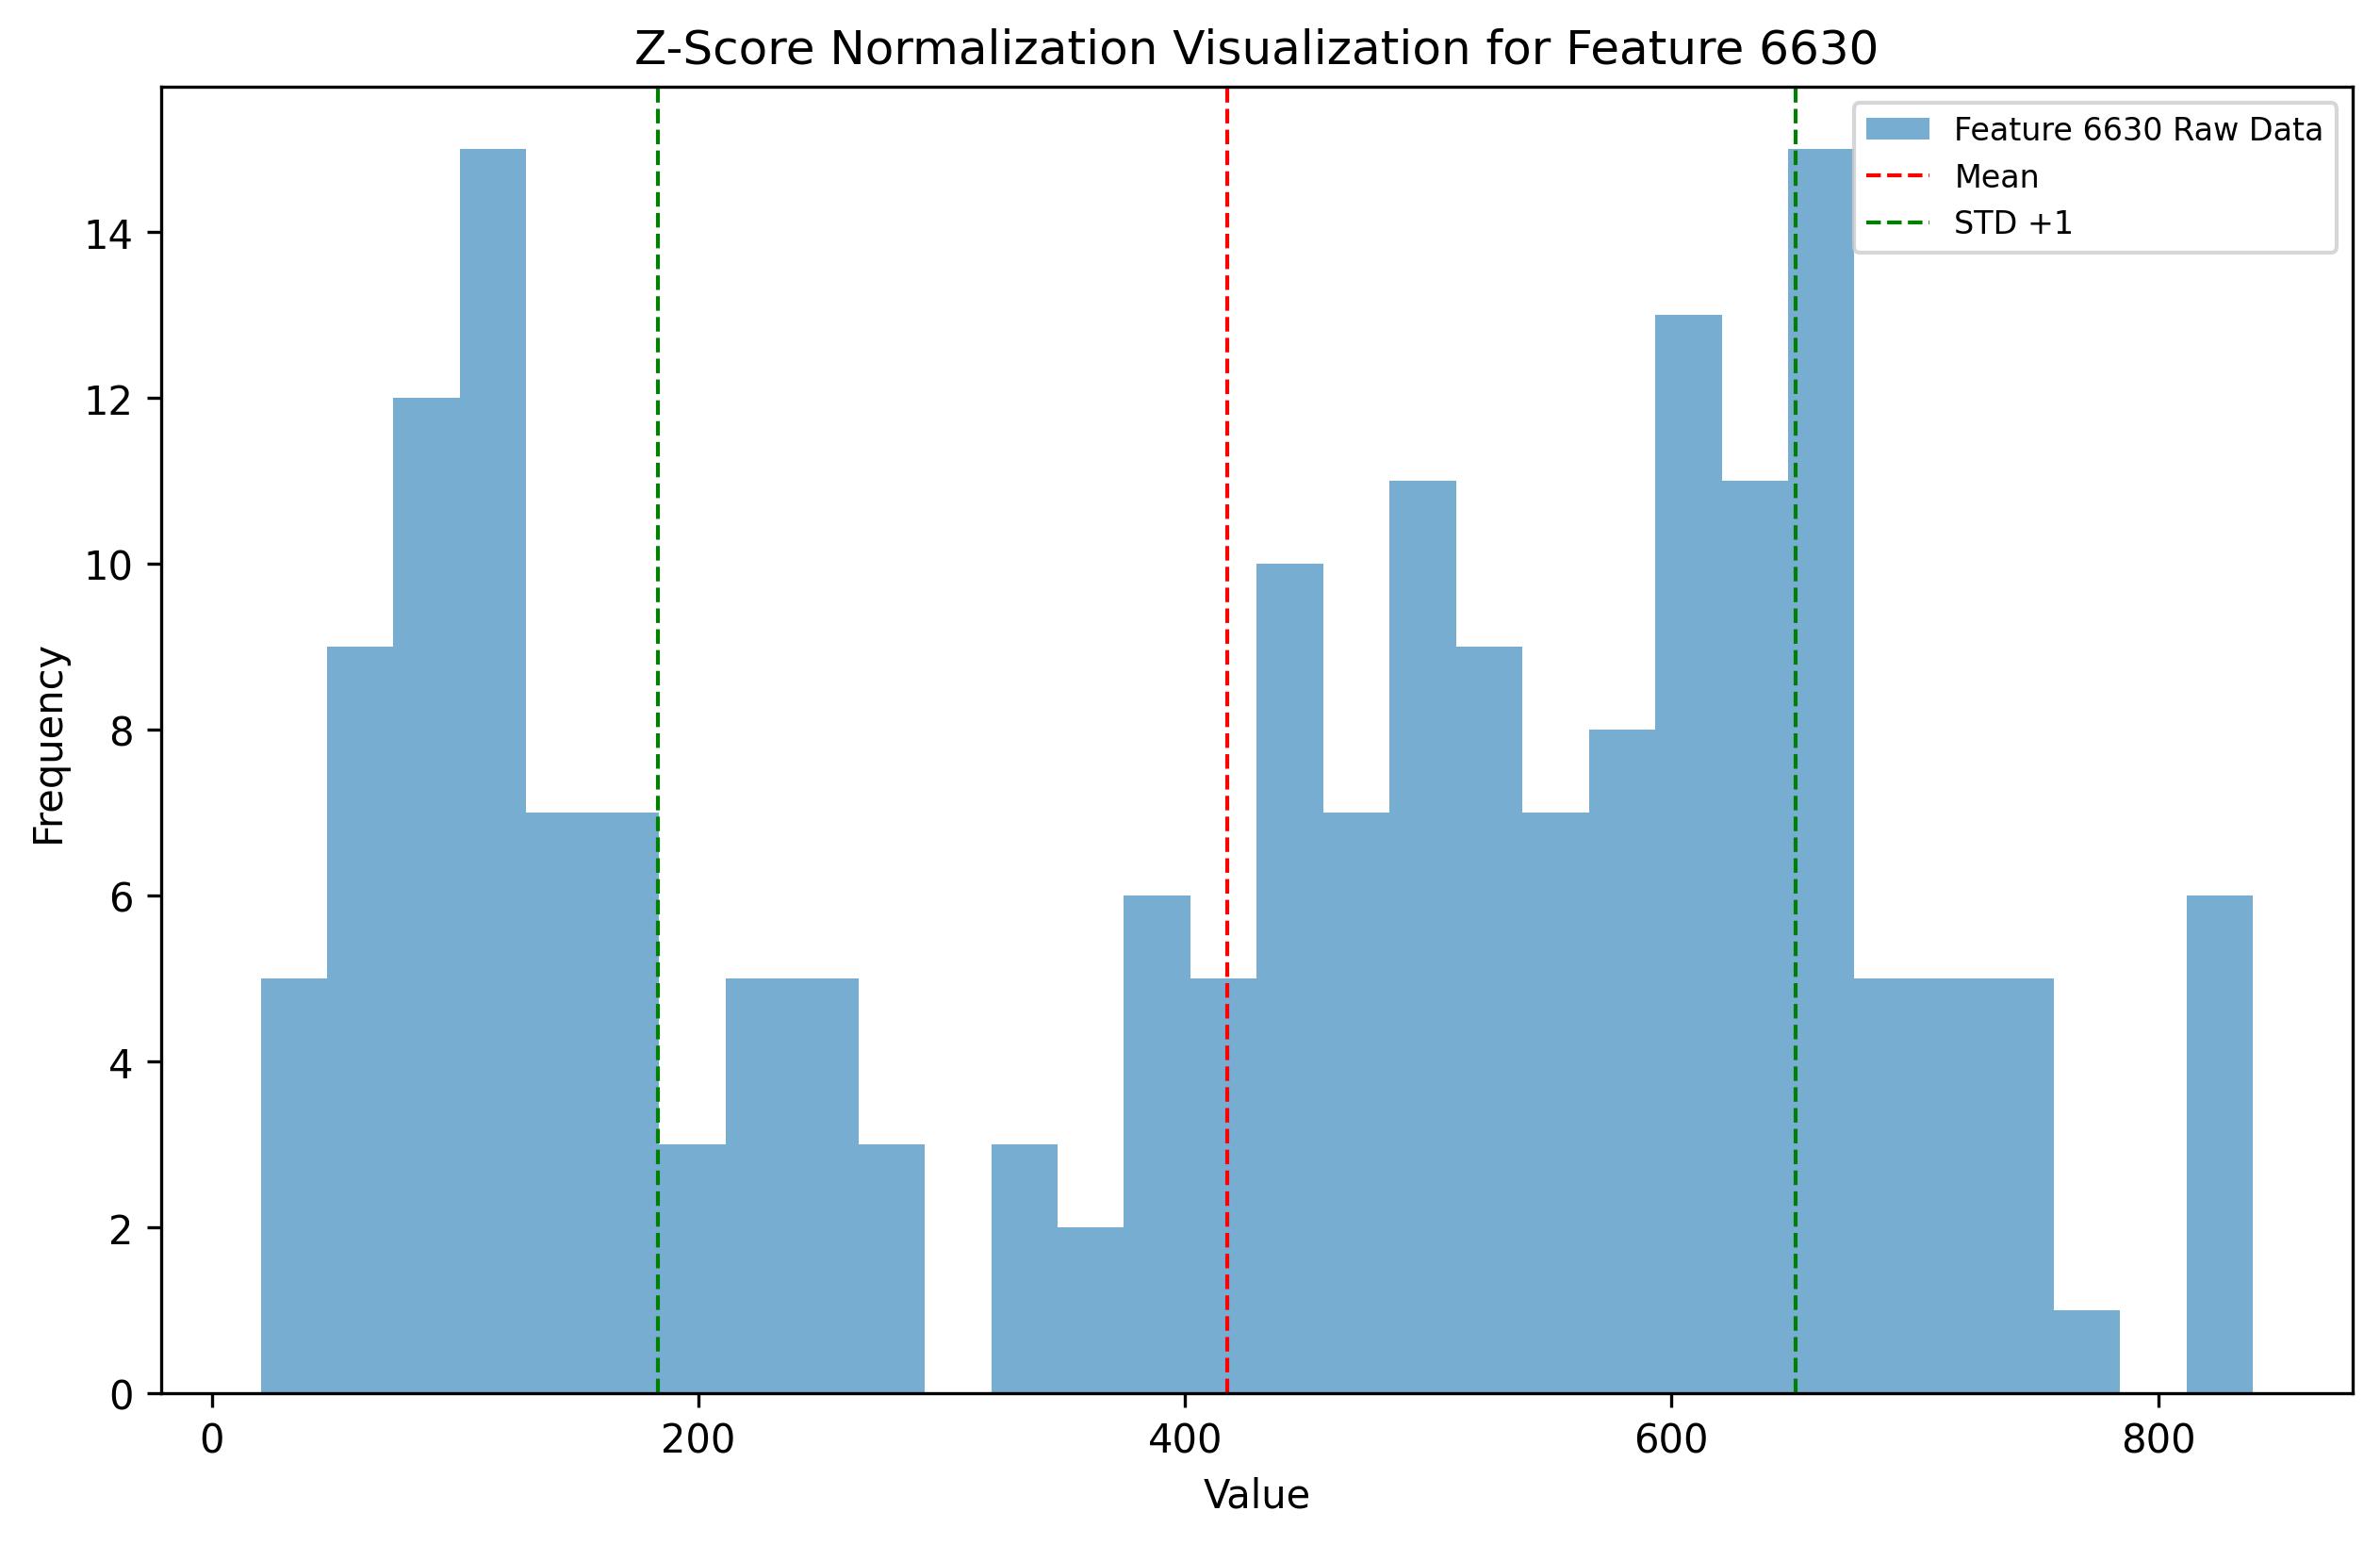 Z-Score Normalization Visualization for Feature 6630
Feature 6630 Raw Data
Mean
STD +1
14
12
10
8
6
4
2
0
Frequency
0 200 400 600 800
Value